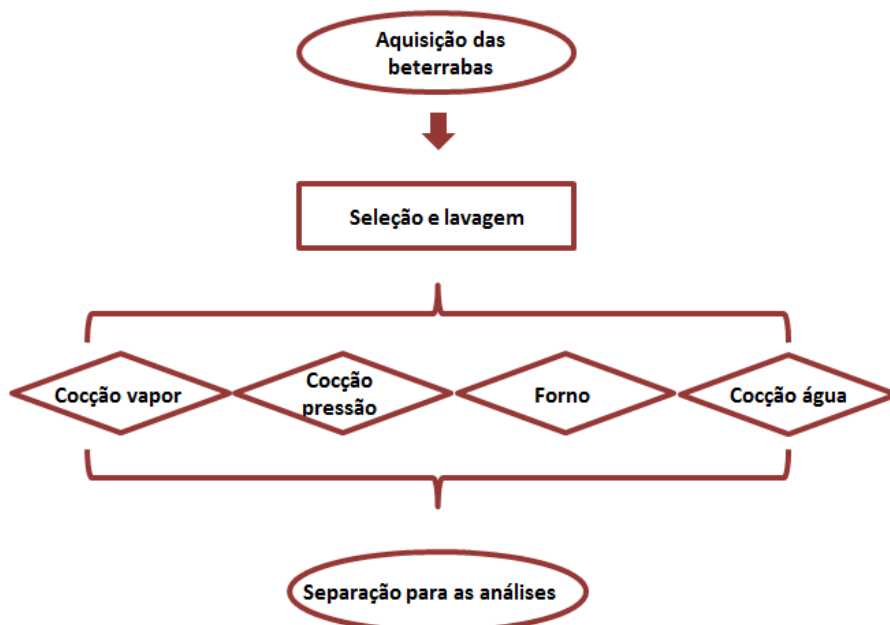 Aquisição das
beterrabas
Seleção e lavagem
Cocção vapor
Cocção
pressão
Forno
Cocção água
Separação para as análises